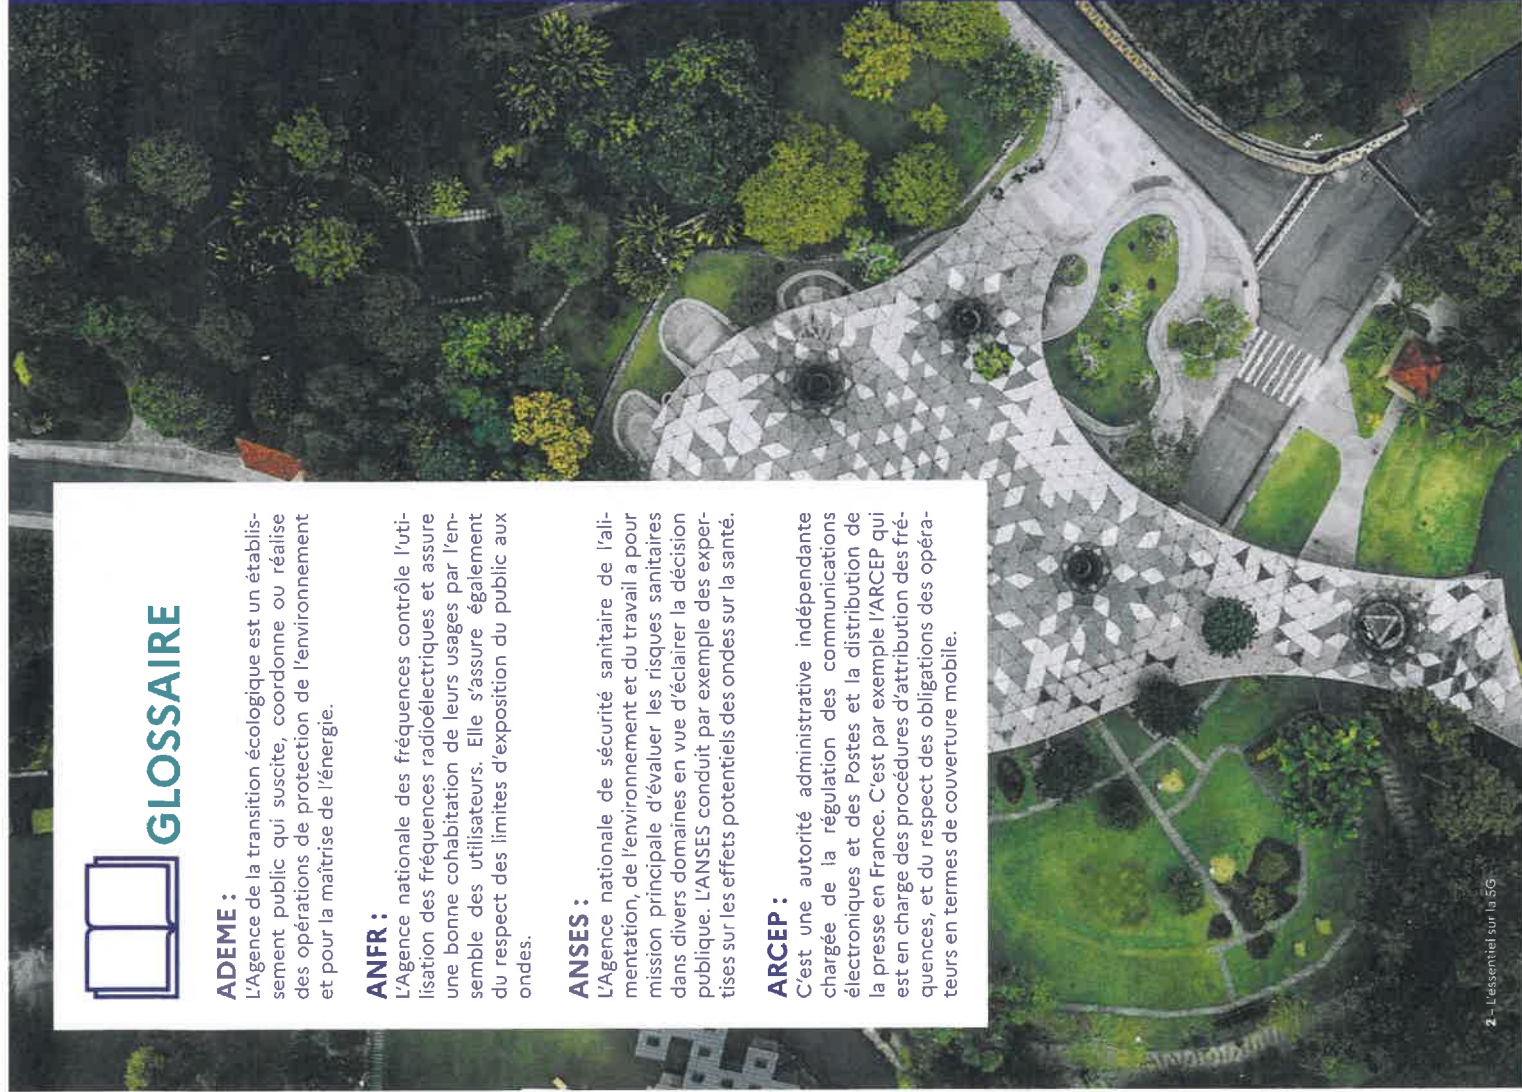 GLOSSAIRE
ADEME :
L'Agence de la transition écologique est un établis-
sement public qui suscite, coordonne ou réalise
des opérations de protection de l'environnement
et pour la maîtrise de l'énergie.
ANFR :
L'Agence nationale des fréquences contrôle l'uti-
lisation des fréquences radioélectriques et assure
une bonne cohabitation de leurs usages par l'en-
semble des utilisateurs. Elle s'assure également
du respect des limites d'exposition du public aux
ondes.
ANSES :
L'Agence nationale de sécurité sanitaire de l'ali-
mentation, de l'environnement et du travail a pour
mission principale d'évaluer les risques sanitaires
dans divers domaines en vue d'éclairer la décision
publique. L'ANSES conduit par exemple des exper-
tises sur les effets potentiels des ondes sur la santé.
ARCEP :
C'est une autorité administrative indépendante
chargée de la régulation des communications
électroniques et des Postes et la distribution de
la presse en France. C'est par exemple l'ARCEP qui
est en charge des procédures d'attribution des fré-
quences, et du respect des obligations des opéra-
teurs en termes de couverture mobile.
2 – L'essentiel sur la 5G